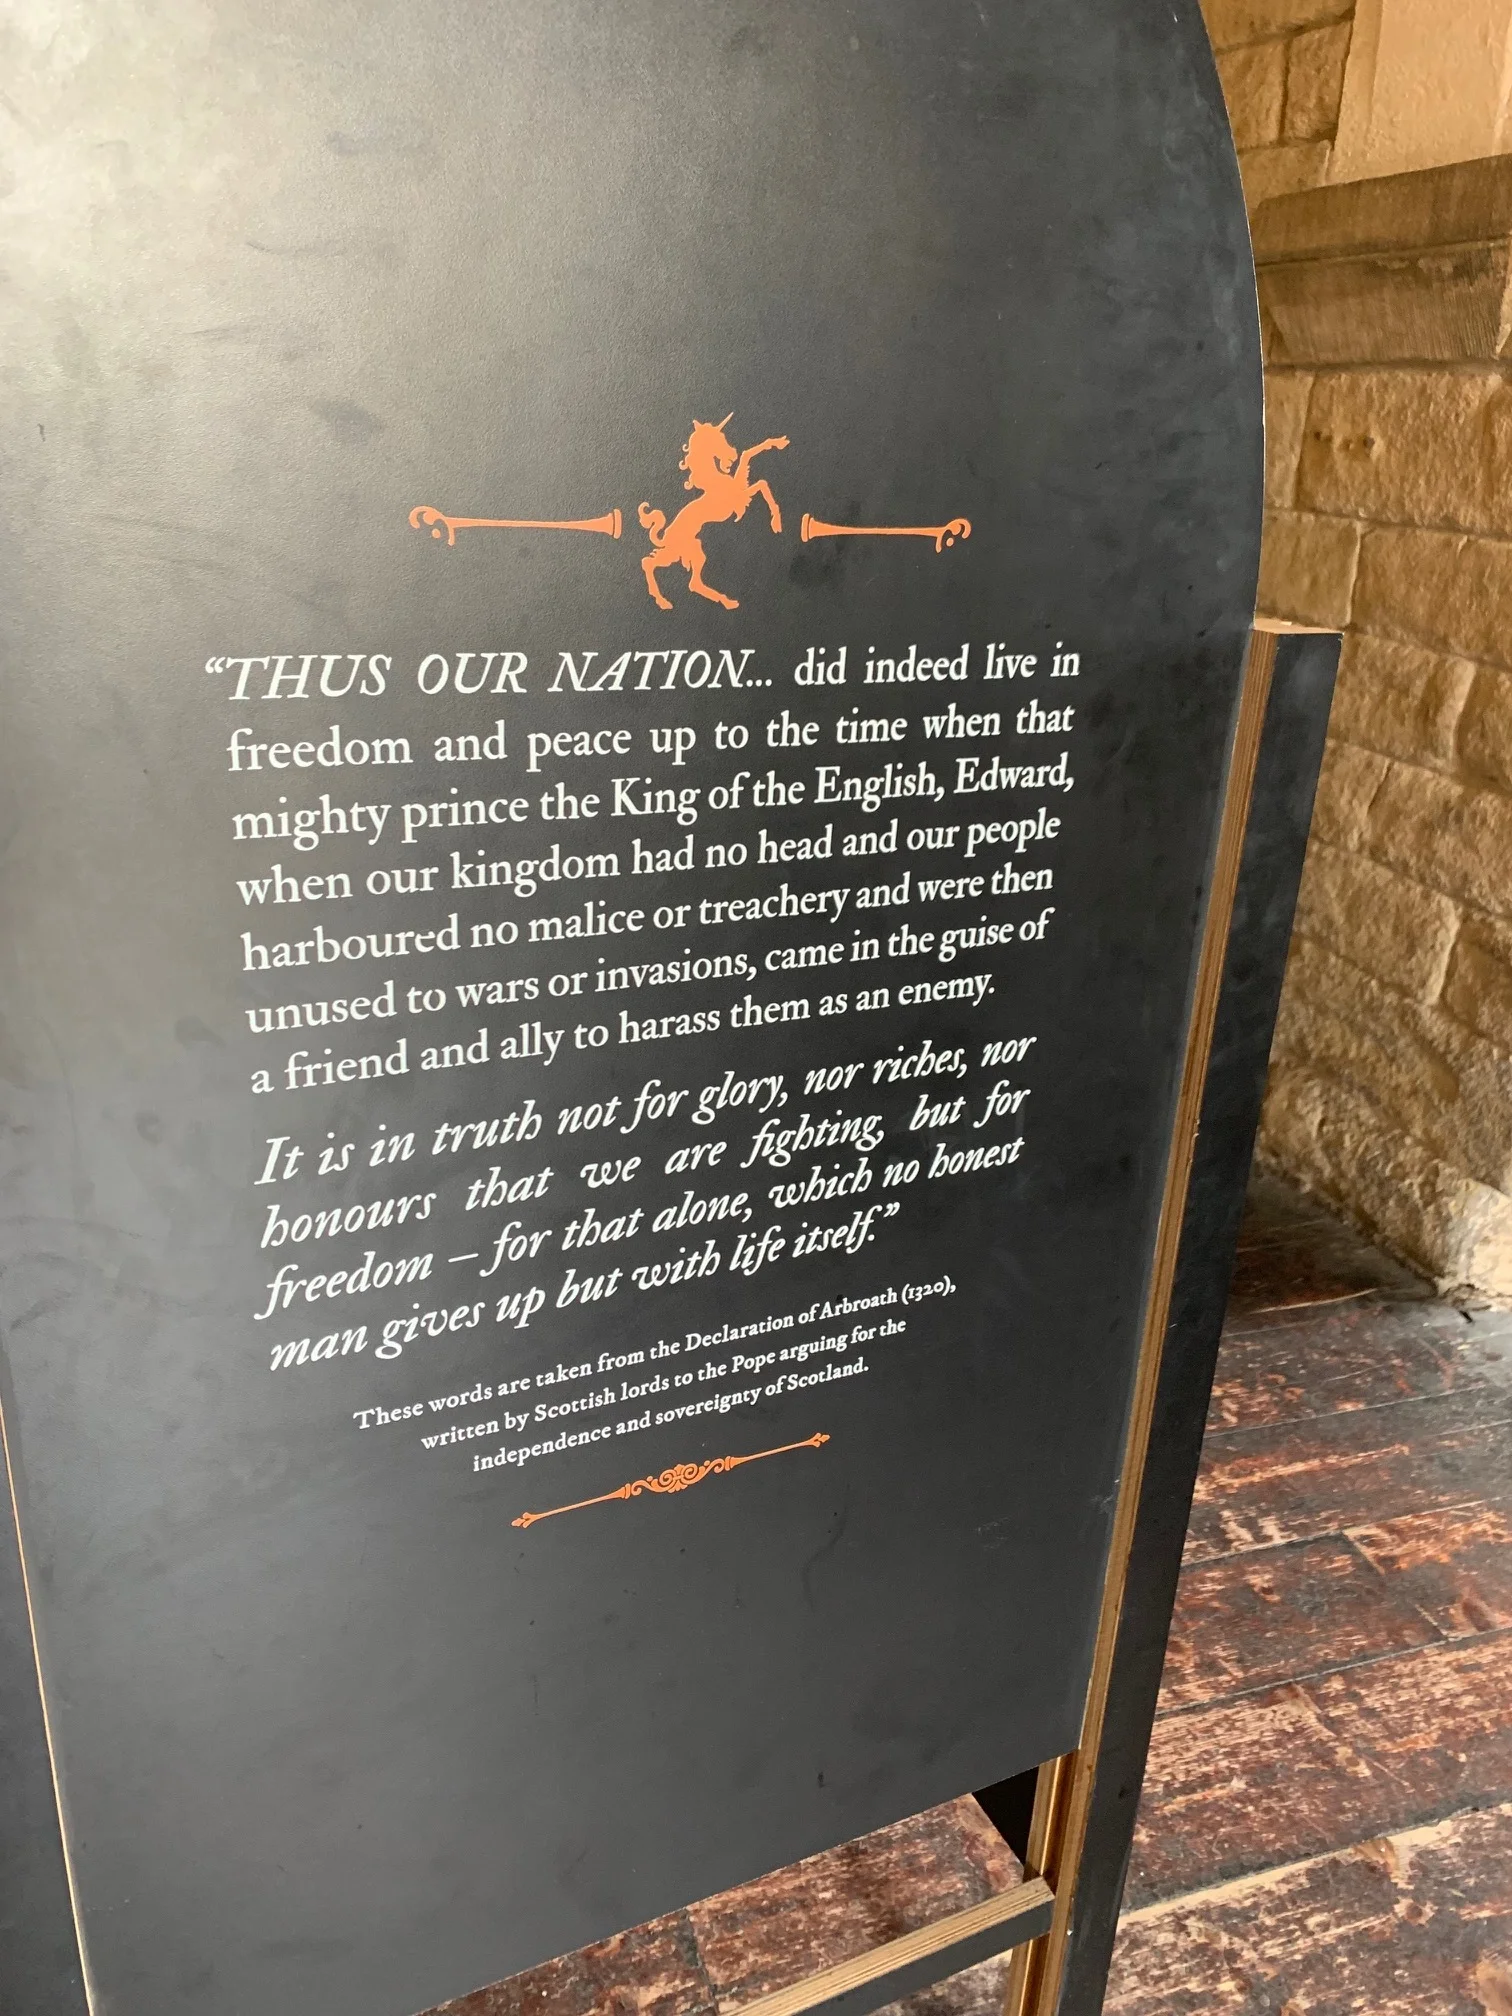 “THUS OUR NATION... did indeed live in
freedom and peace up to the time when that
mighty prince the King of the English, Edward,
when our kingdom had no head and our people
harboured no malice or treachery and were then
unused to wars or invasions, came in the guise of
a friend and ally to harass them as an enemy.
It is in truth not for glory, nor riches, nor
honours that we are fighting, but for
freedom – for that alone, which no honest
man gives up but with life itself.”
These words are taken from the Declaration of Arbroath (1320),
written by Scottish lords to the Pope arguing for the
independence and sovereignty of Scotland.